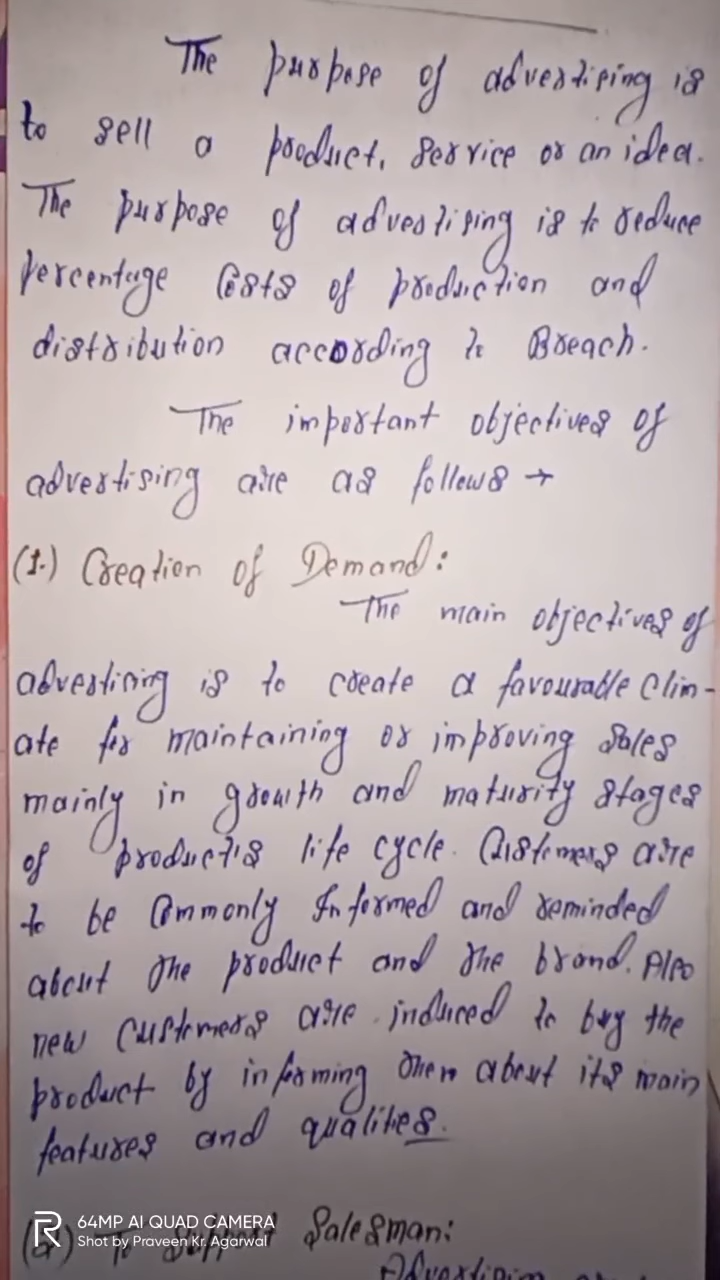 The purpose of advertising is
to sell a product, service or an idea.
The purpose of advertising is to reduce
percentage Costs of production and
distribution according to Breach.
The important objectives of
advertising are as follows →
(1.) Creation of Demand:
The main objectives of
advertising is to create a favourable clim-
ate for maintaining or improving Sales
mainly in growth and maturity stages
of product's life cycle. Customers are
to be Commonly Informed and reminded
about the product and the brand. Also
new Customers are induced to buy the
product by informing them about its main
features and qualities.
(2.) To Support Salesman:
64MP AI QUAD CAMERA
Shot by Praveen Kr. Agarwal